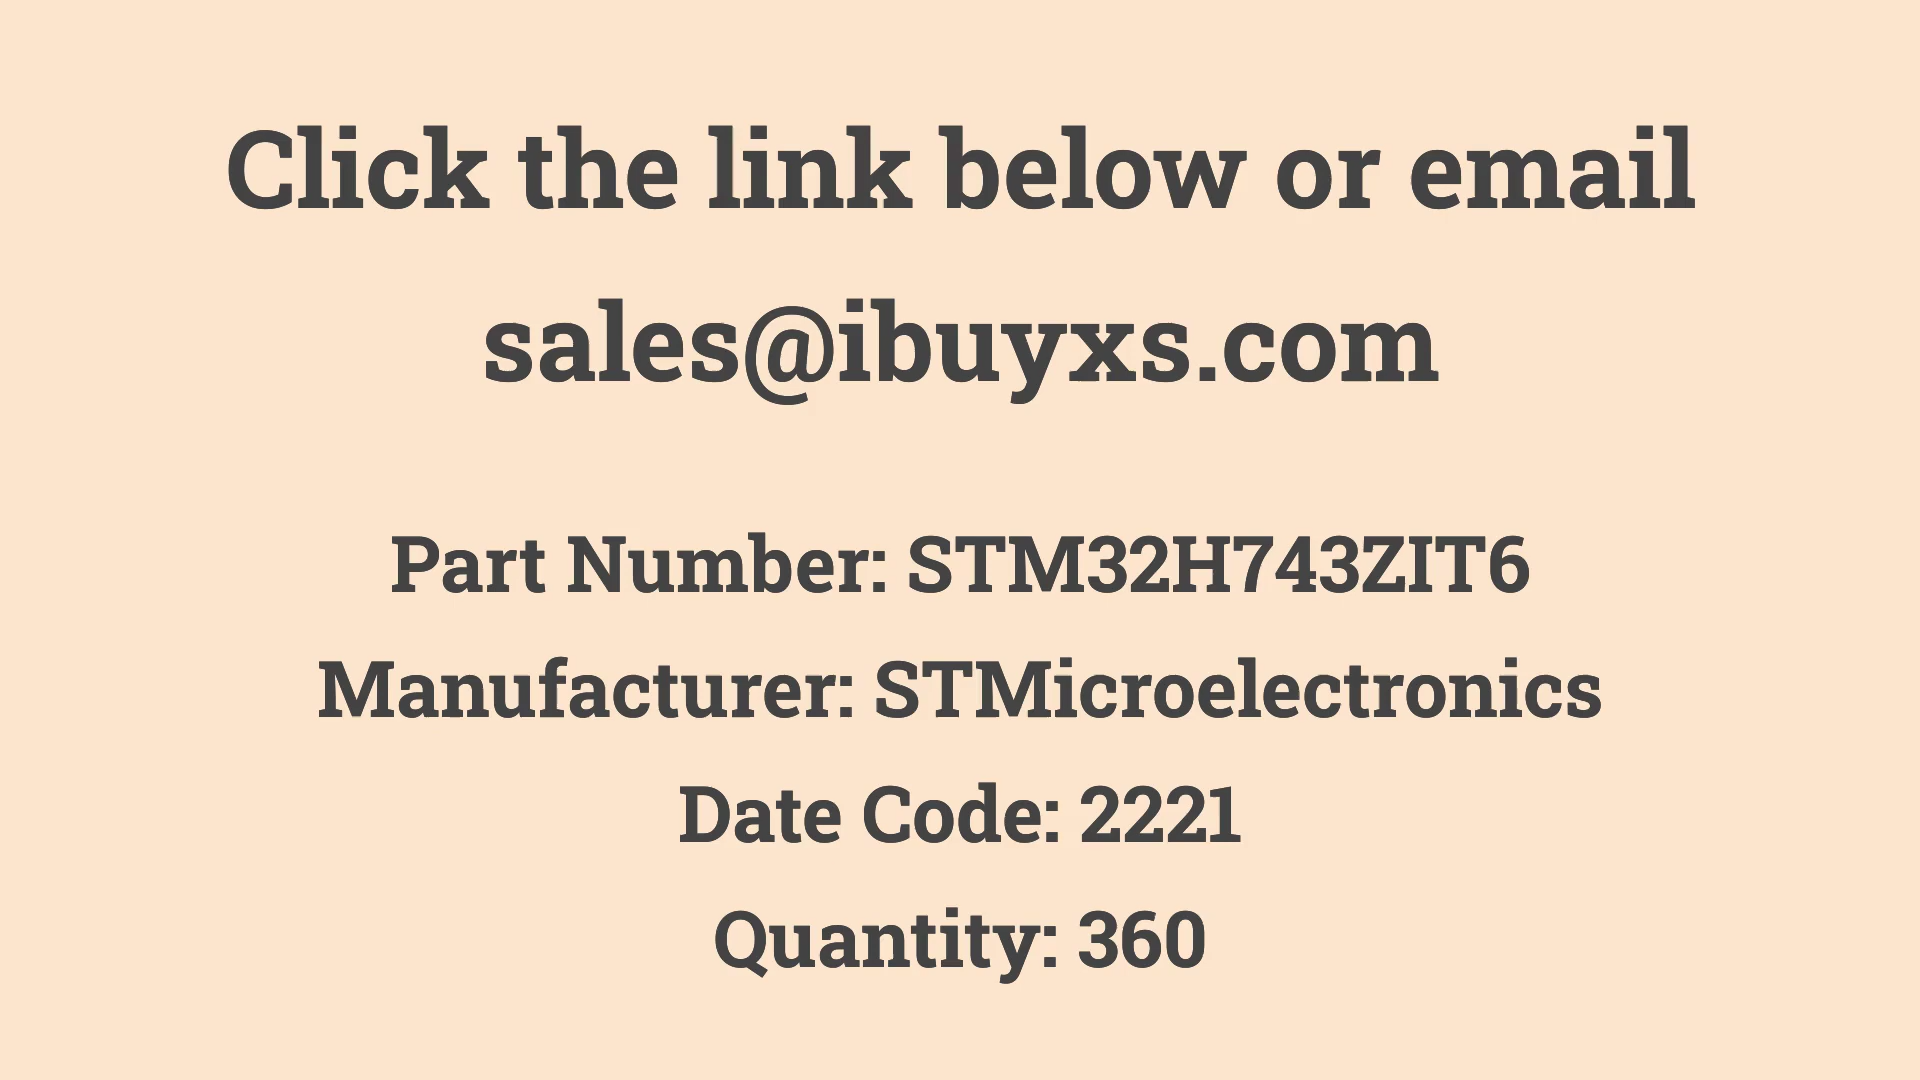 Click the link below or email
sales@ibuyxs.com
Part Number: STM32H743ZIT6
Manufacturer: STMicroelectronics
Date Code: 2221
Quantity: 360